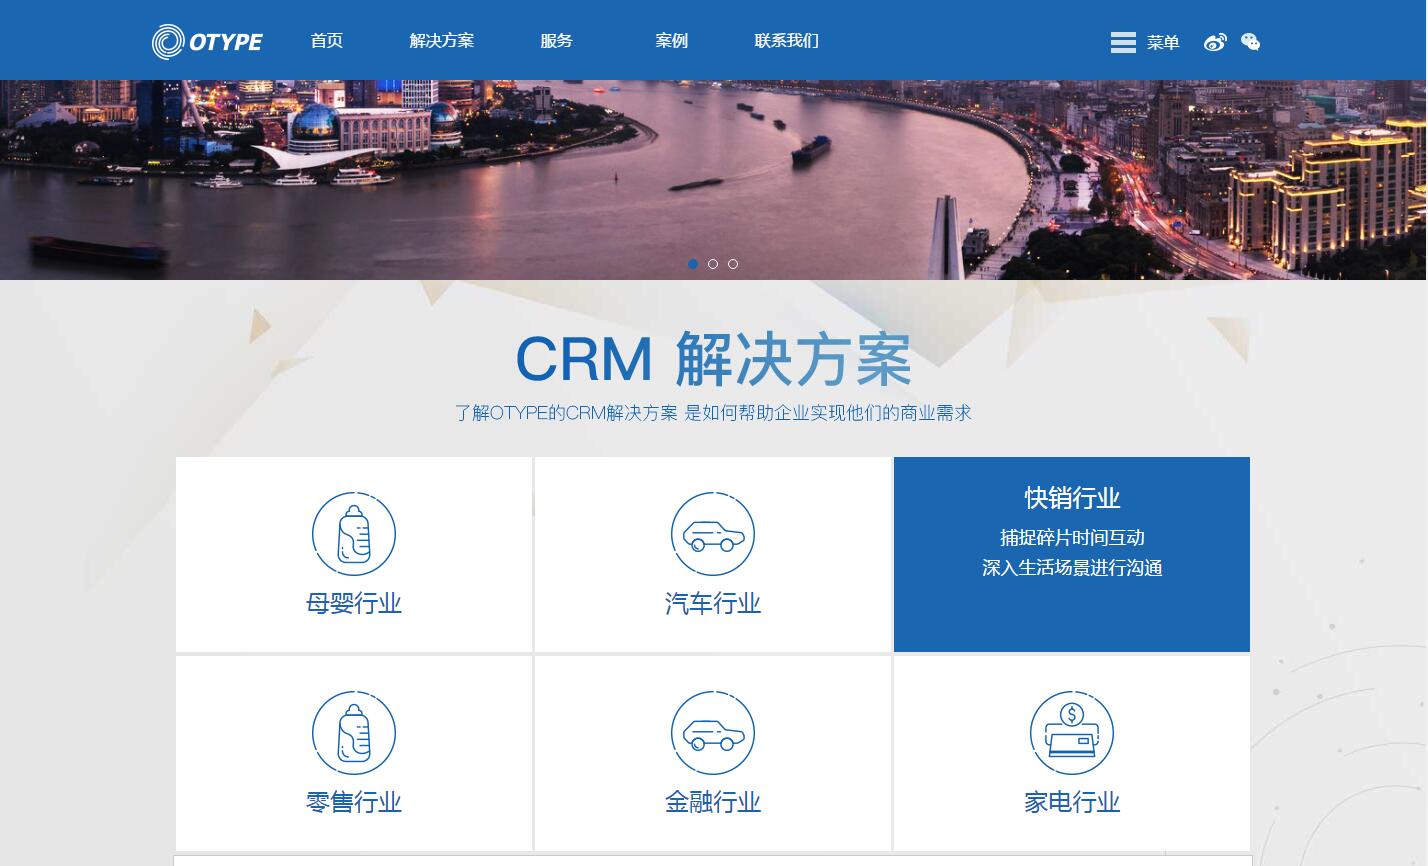 OTYPE
首页
解决方案
服务
案例
联系我们
菜单
CRM 解决方案
了解OTYPE的CRM解决方案 是如何帮助企业实现他们的商业需求
母婴行业
汽车行业
快销行业
捕捉碎片时间互动
深入生活场景进行沟通
零售行业
金融行业
家电行业